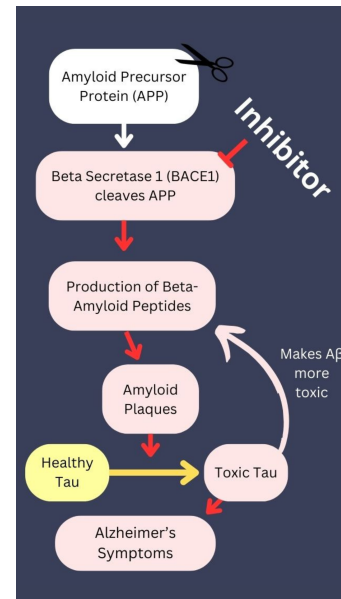 Amyloid Precursor
Protein (APP)
Inhibitor
Beta Secretase 1 (BACE1)
cleaves APP
Production of Beta-
Amyloid Peptides
Makes Aβ
more
toxic
Amyloid
Plaques
Healthy
Tau
Toxic Tau
Alzheimer's
Symptoms